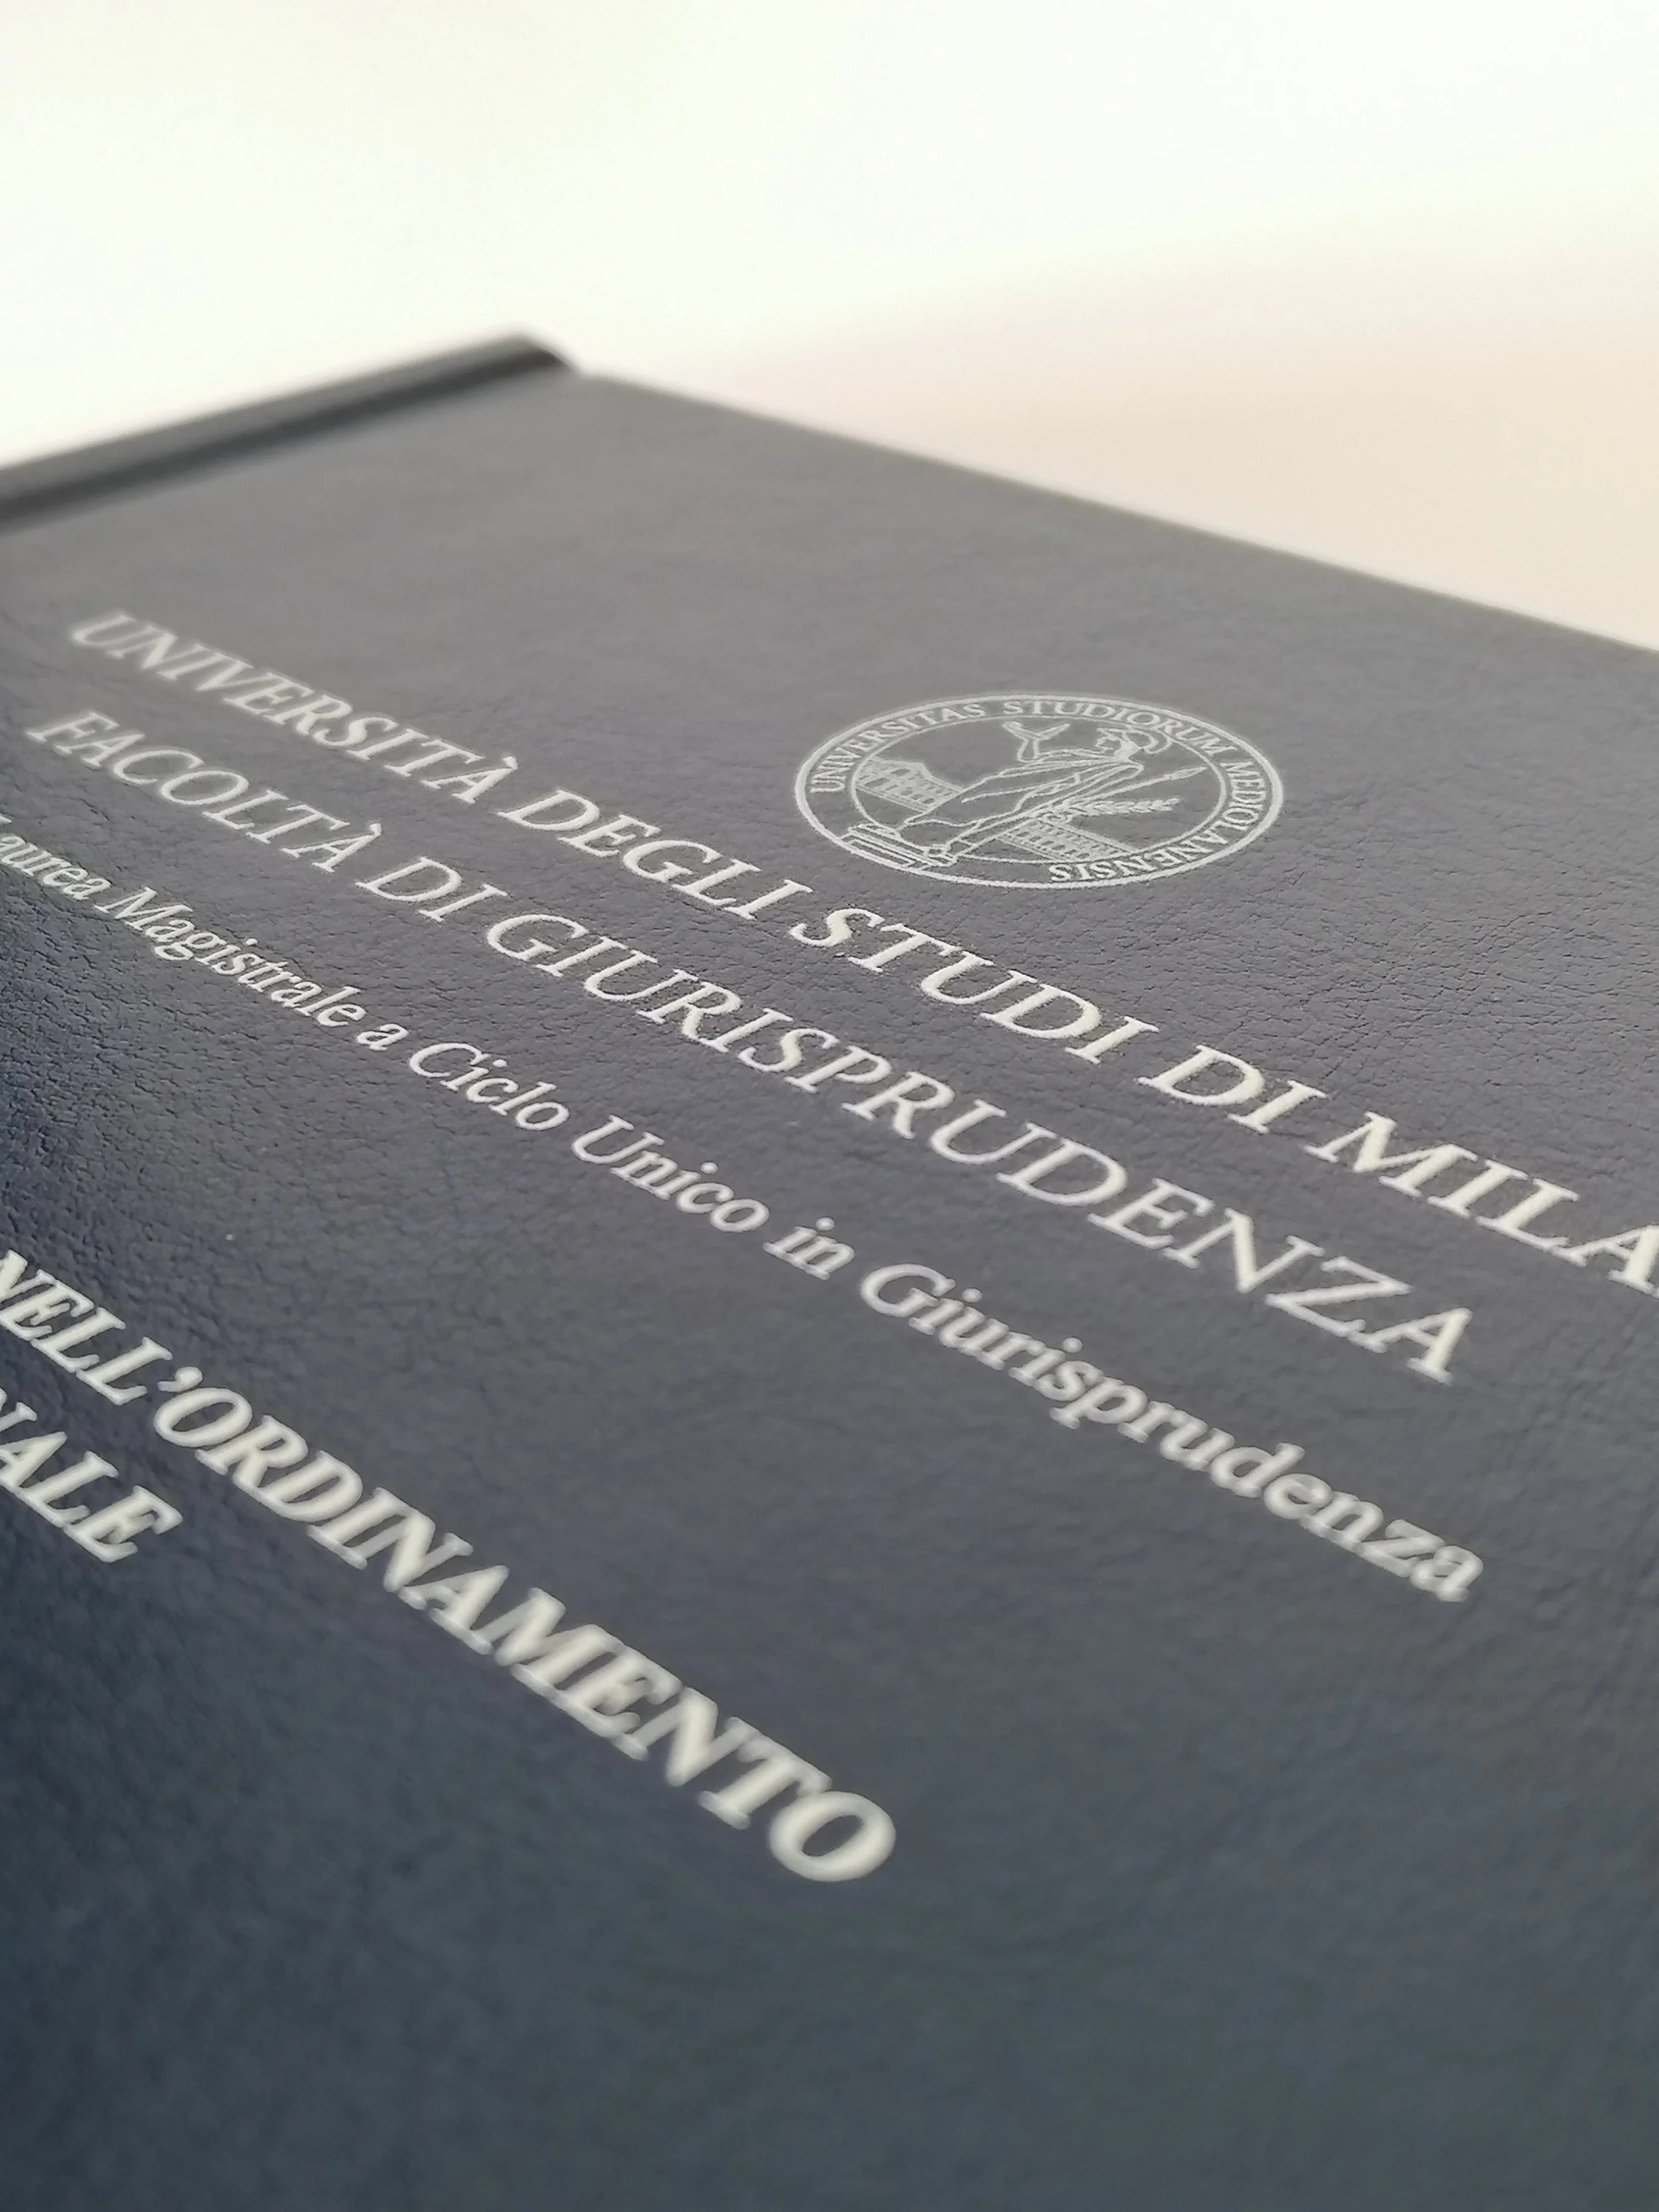 UNIVERSITAS STUDIORUM MEDIOLANENSIS
UNIVERSITÀ DEGLI STUDI DI MILA
FACOLTÀ DI GIURISPRUDENZA
Laurea Magistrale a Ciclo Unico in Giurisprudenza
NELL'ORDINAMENTO
NALE